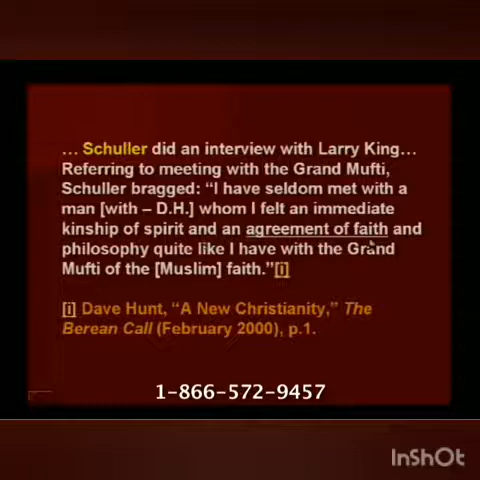 ... Schuller did an interview with Larry King...
Referring to meeting with the Grand Mufti,
Schuller bragged: “I have seldom met with a
man [with – D.H.] whom I felt an immediate
kinship of spirit and an agreement of faith and
philosophy quite like I have with the Grand
Mufti of the [Muslim] faith.”[i]
[i] Dave Hunt, “A New Christianity,” The
Berean Call (February 2000), p.1.
1-866-572-9457
InShOt